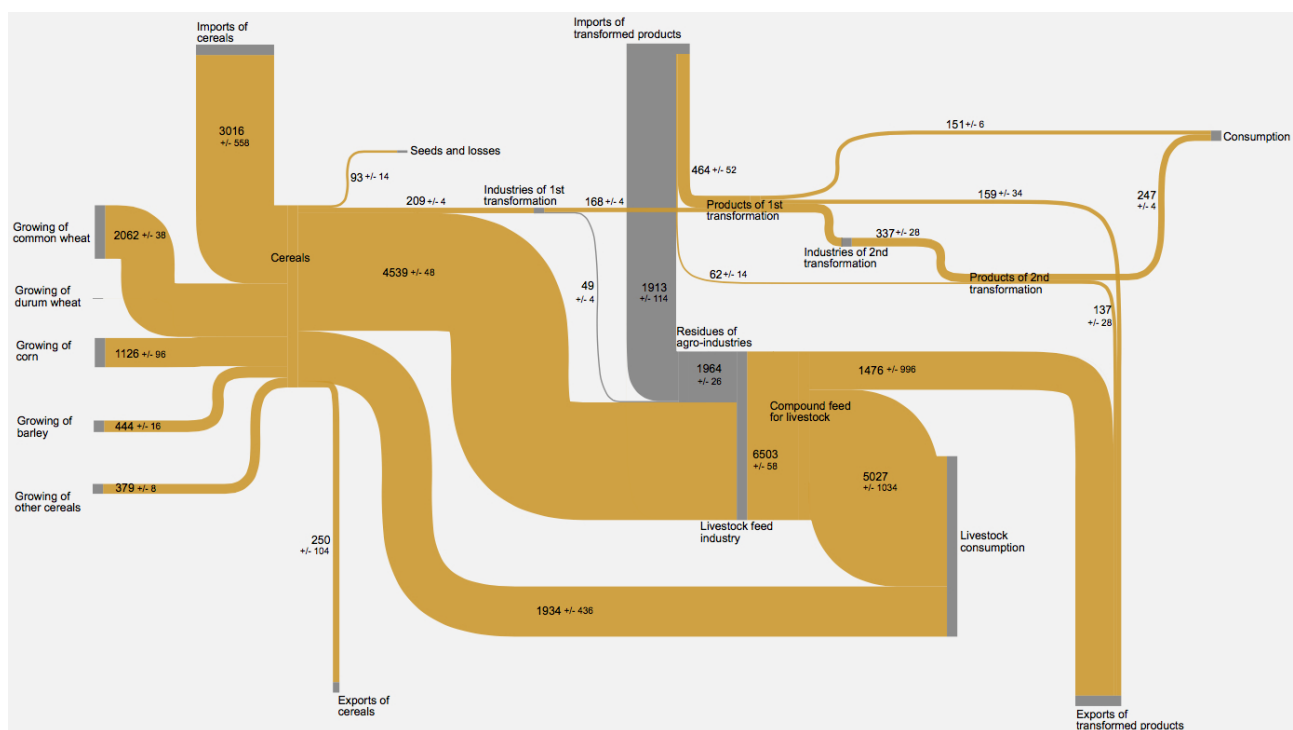 Imports of
cereals
Imports of
transformed products
3016
+/- 558
151 +/- 6
Consumption
Seeds and losses
93 +/- 14
464 +/- 52
Industries of 1st
transformation
209 +/- 4
168 +/- 4
Products of 1st
transformation
159 +/- 34
247
+/- 4
Growing of
common wheat
2062 +/- 38
337 +/- 28
Industries of 2nd
transformation
Cereals
4539 +/- 48
62 +/- 14
Products of 2nd
transformation
Growing of
durum wheat
49
+/- 4
1913
+/- 114
137
+/- 28
Residues of
agro-industries
Growing of
corn
1126 +/- 96
1964
+/- 26
1476 +/- 996
Compound feed
for livestock
Growing of
barley
444 +/- 16
6503
+/- 58
5027
+/- 1034
379 +/- 8
Growing of
other cereals
Livestock feed
industry
250
+/- 104
Livestock
consumption
1934 +/- 436
Exports of
cereals
Exports of
transformed products